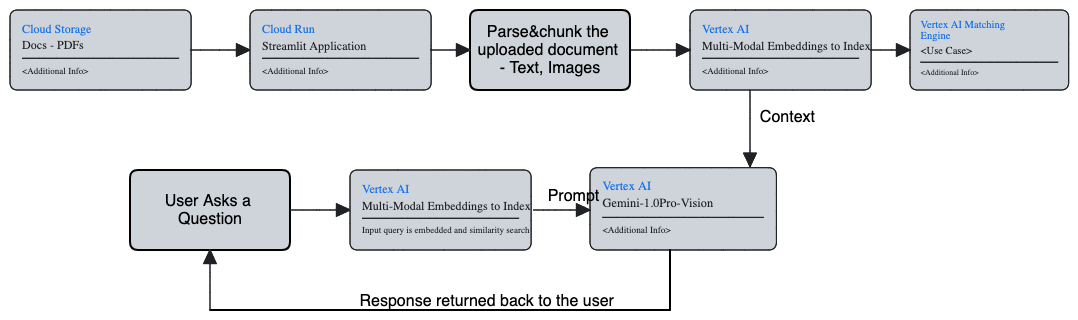 Cloud Storage
Docs - PDFs
<Additional Info>
Cloud Run
Streamlit Application
<Additional Info>
Parse&chunk the
uploaded document
- Text, Images
Vertex AI
Multi-Modal Embeddings to Index
<Additional Info>
Vertex AI Matching
Engine
<Use Case>
<Additional Info>
Context
User Asks a
Question
Vertex AI
Multi-Modal Embeddings to Index
Input query is embedded and similarity search
Prompt
Vertex AI
Gemini-1.0Pro-Vision
<Additional Info>
Response returned back to the user